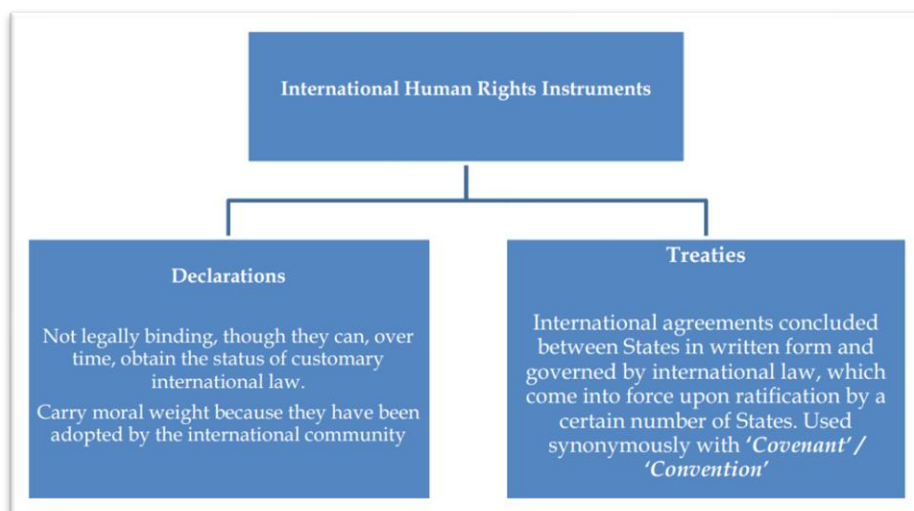 International Human Rights Instruments
Declarations
Not legally binding, though they can, over
time, obtain the status of customary
international law.
Carry moral weight because they have been
adopted by the international community
Treaties
International agreements concluded
between States in written form and
governed by international law, which
come into force upon ratification by a
certain number of States. Used
synonymously with ‘Covenant’ /
‘Convention’